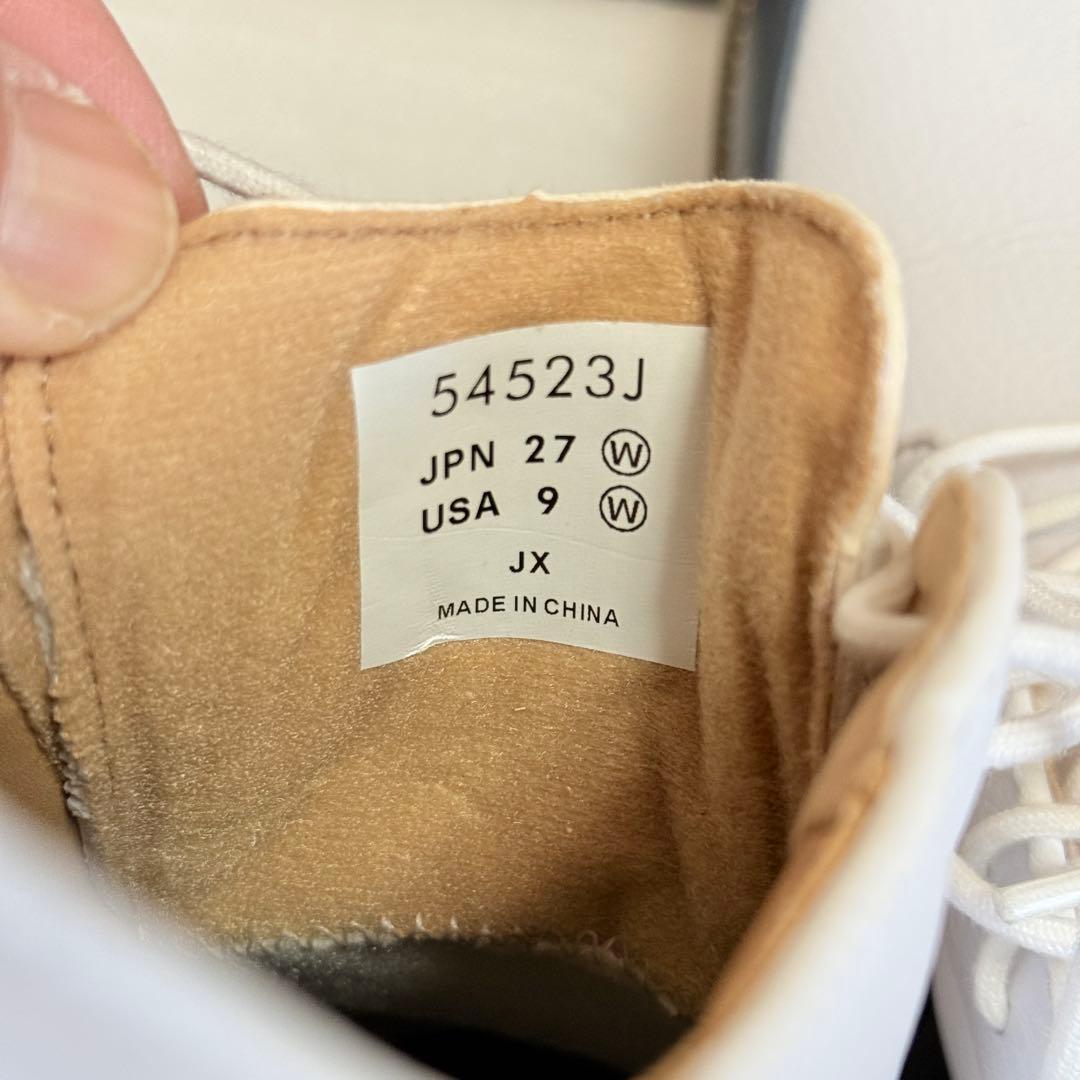 54523J
JPN 27 Ⓦ
USA 9 Ⓦ
JX
MADE IN CHINA